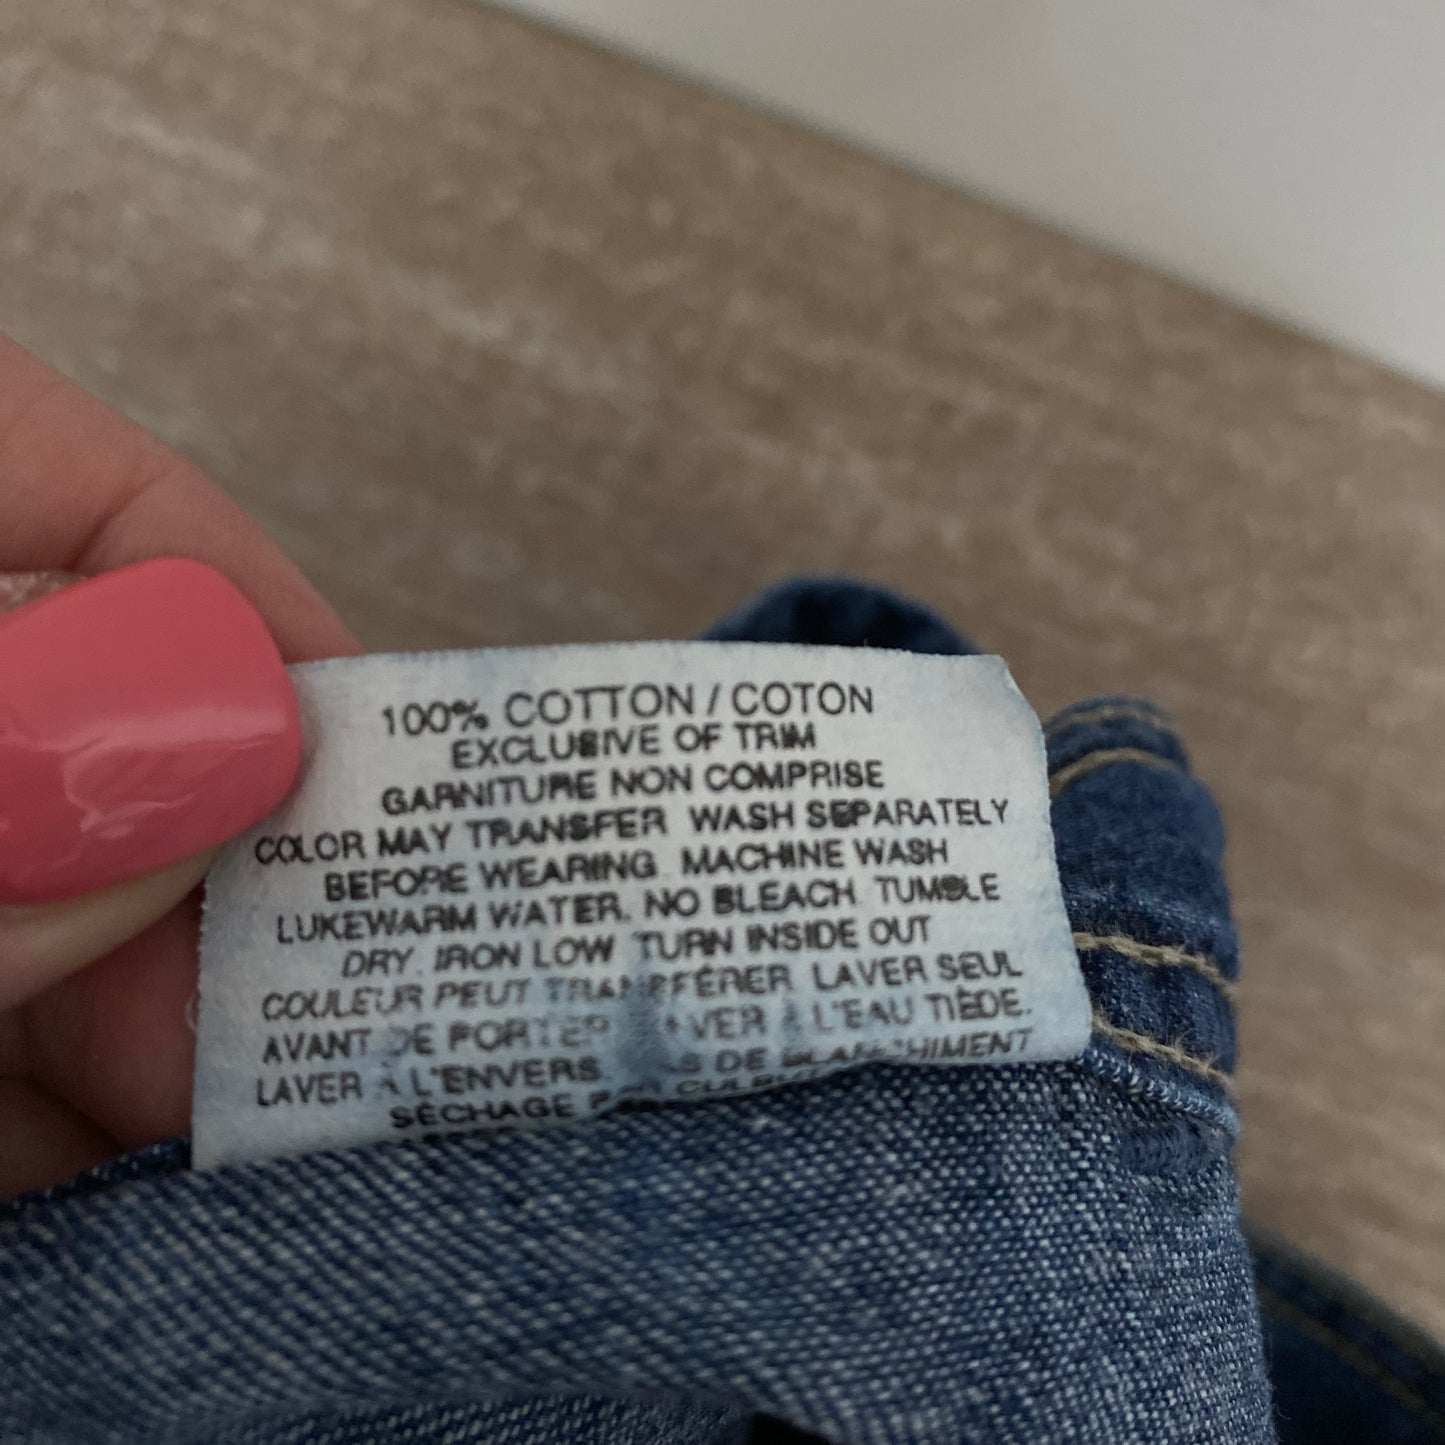 100% COTTON / COTON
EXCLUSIVE OF TRIM
GARNITURE NON COMPRISE
COLOR MAY TRANSFER WASH SEPARATELY
BEFORE WEARING. MACHINE WASH
LUKEWARM WATER. NO BLEACH. TUMBLE
DRY. IRON LOW TURN INSIDE OUT
COULEUR PEUT TRANSFÉRER LAVER SEUL
AVANT DE PORTER À L'EAU TIÈDE.
LAVER À L'ENVERS DE BLANCHIMENT
SÉCHAGE